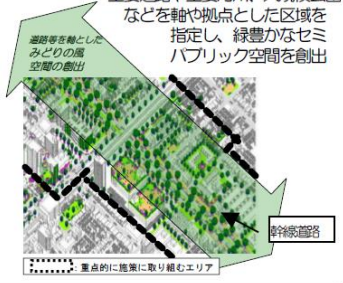 などを軸や拠点とした区域を
指定し、緑豊かなセミ
パブリック空間を創出
道路等を軸とした
みどりの風
空間の創出
幹線道路
：重点的に施策に取り組むエリア